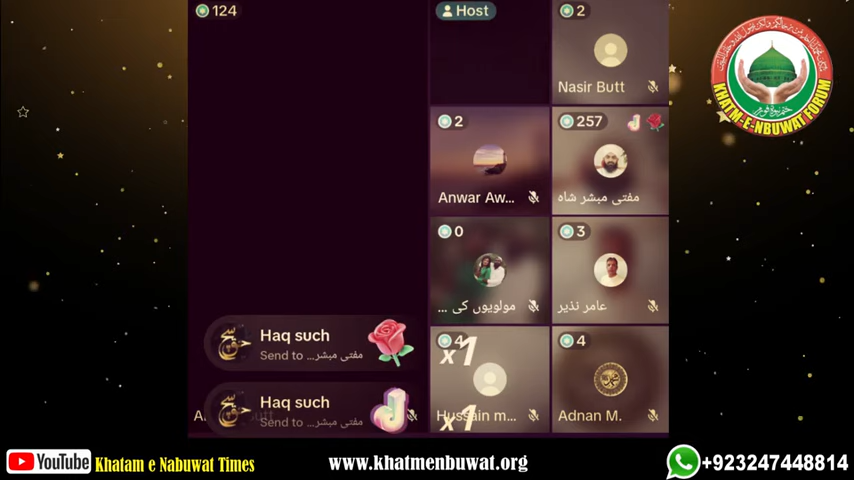 124
Host
2
Nasir Butt
2
Anwar Aw...
257
مفتی مبشر شاہ
0
مولویوں کی ...
3
عامر نذیر
4
x1
x1
Hussain m...
4
Adnan M.
Haq such
Send to ...مفتی مبشر
Haq such
Send to ...مفتی مبشر
KHATM-E-NBUWAT FORUM
YouTube Khatam e Nabuwat Times
www.khatmenbuwat.org
+923247448814